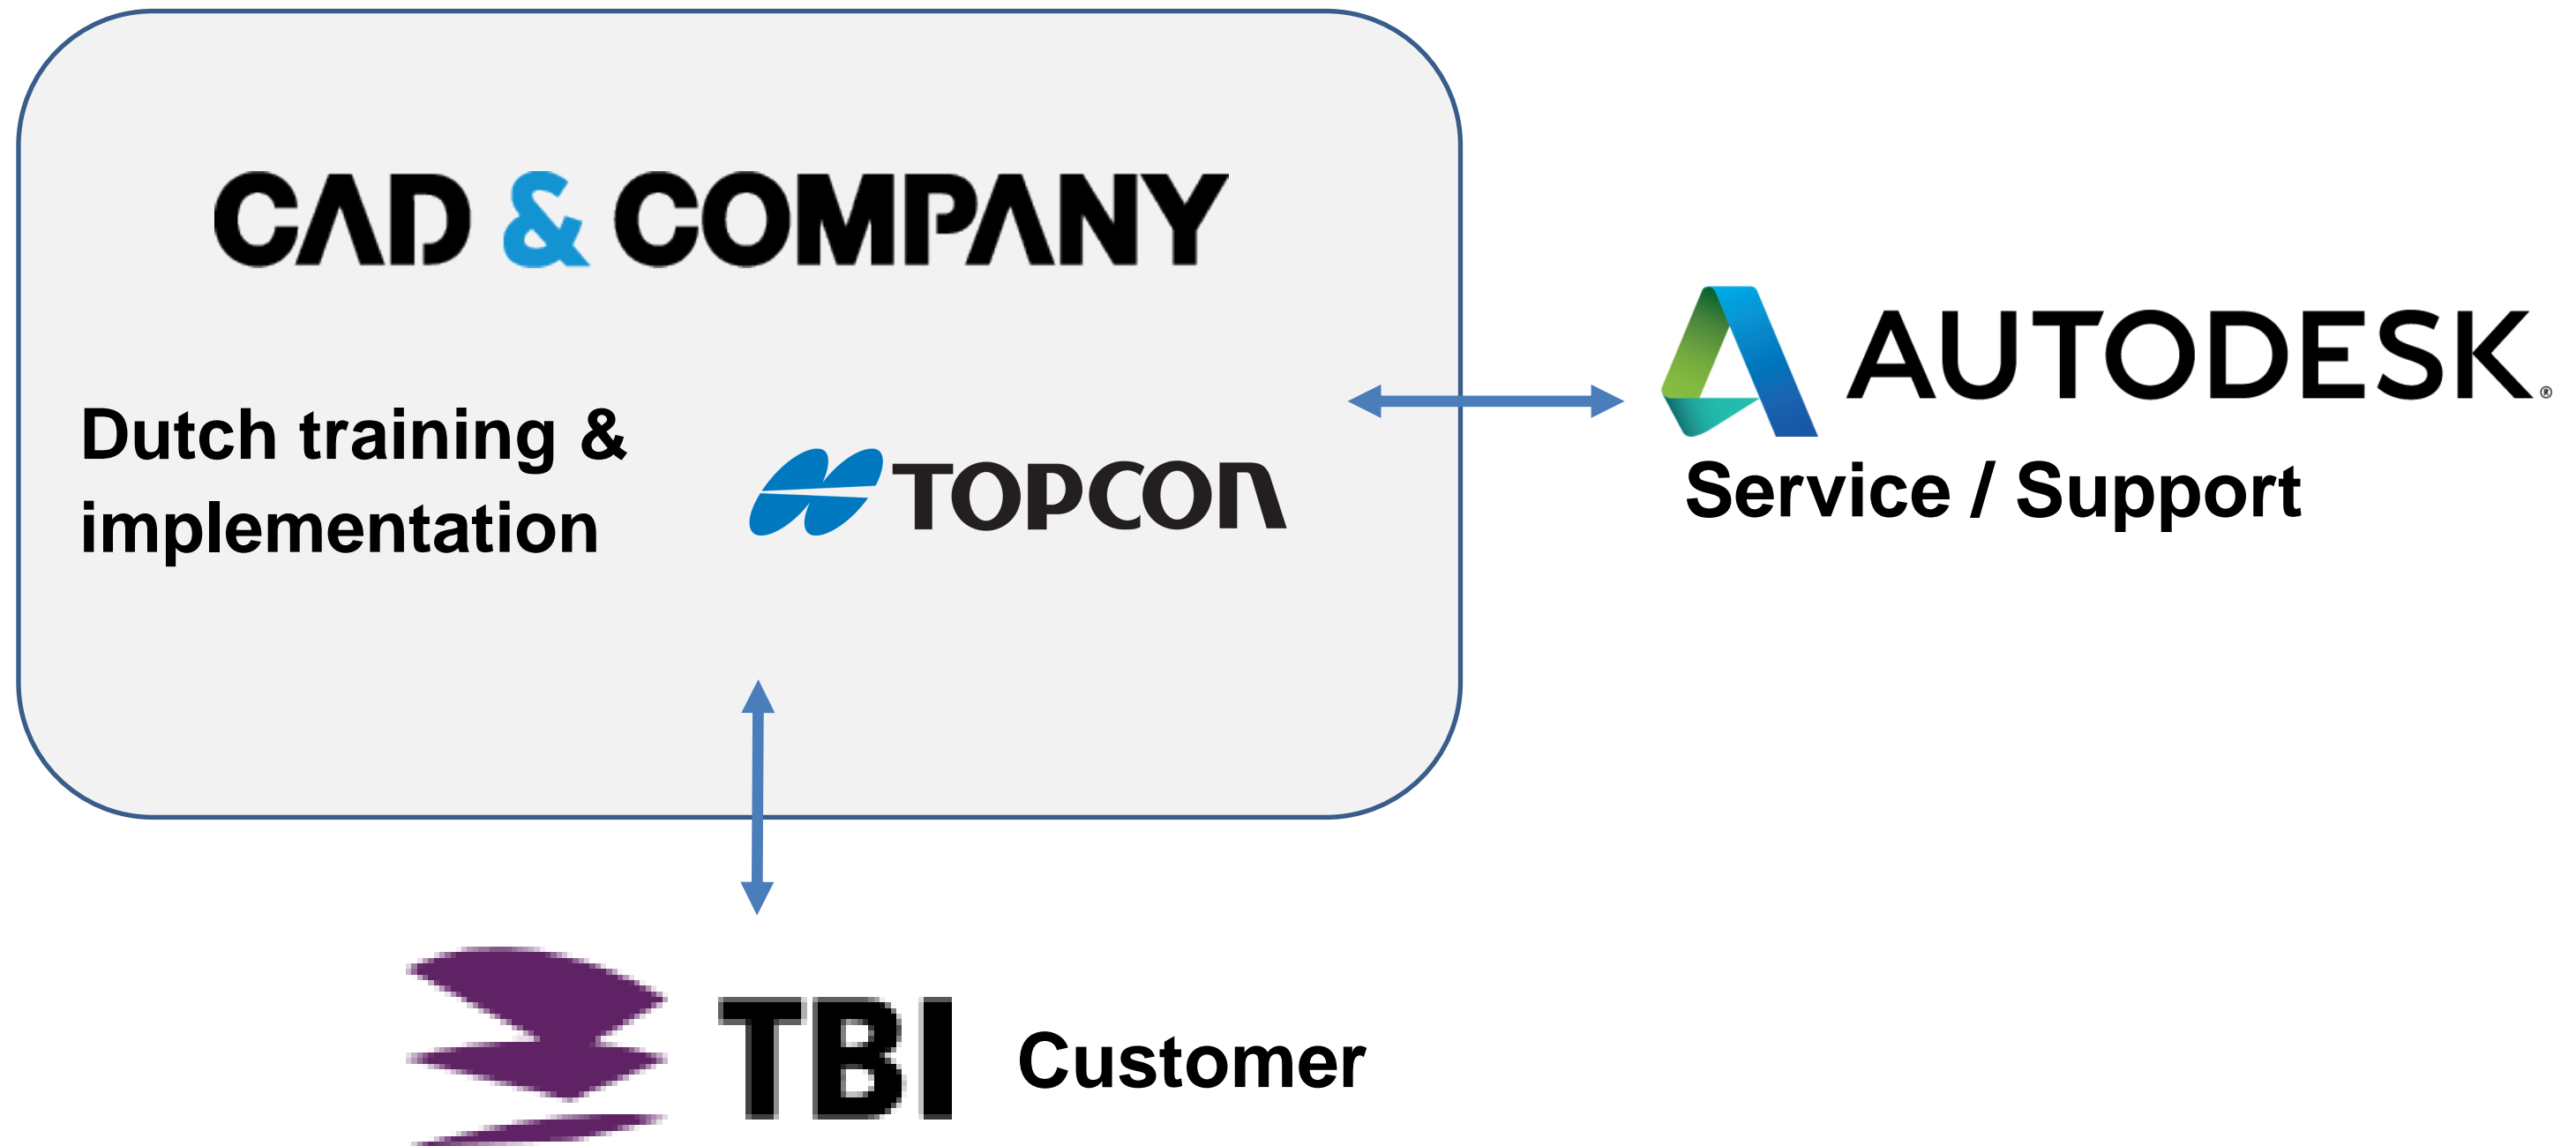 CAD & COMPANY
Dutch training &
implementation
TOPCON
AUTODESK®
Service / Support
TBI
Customer